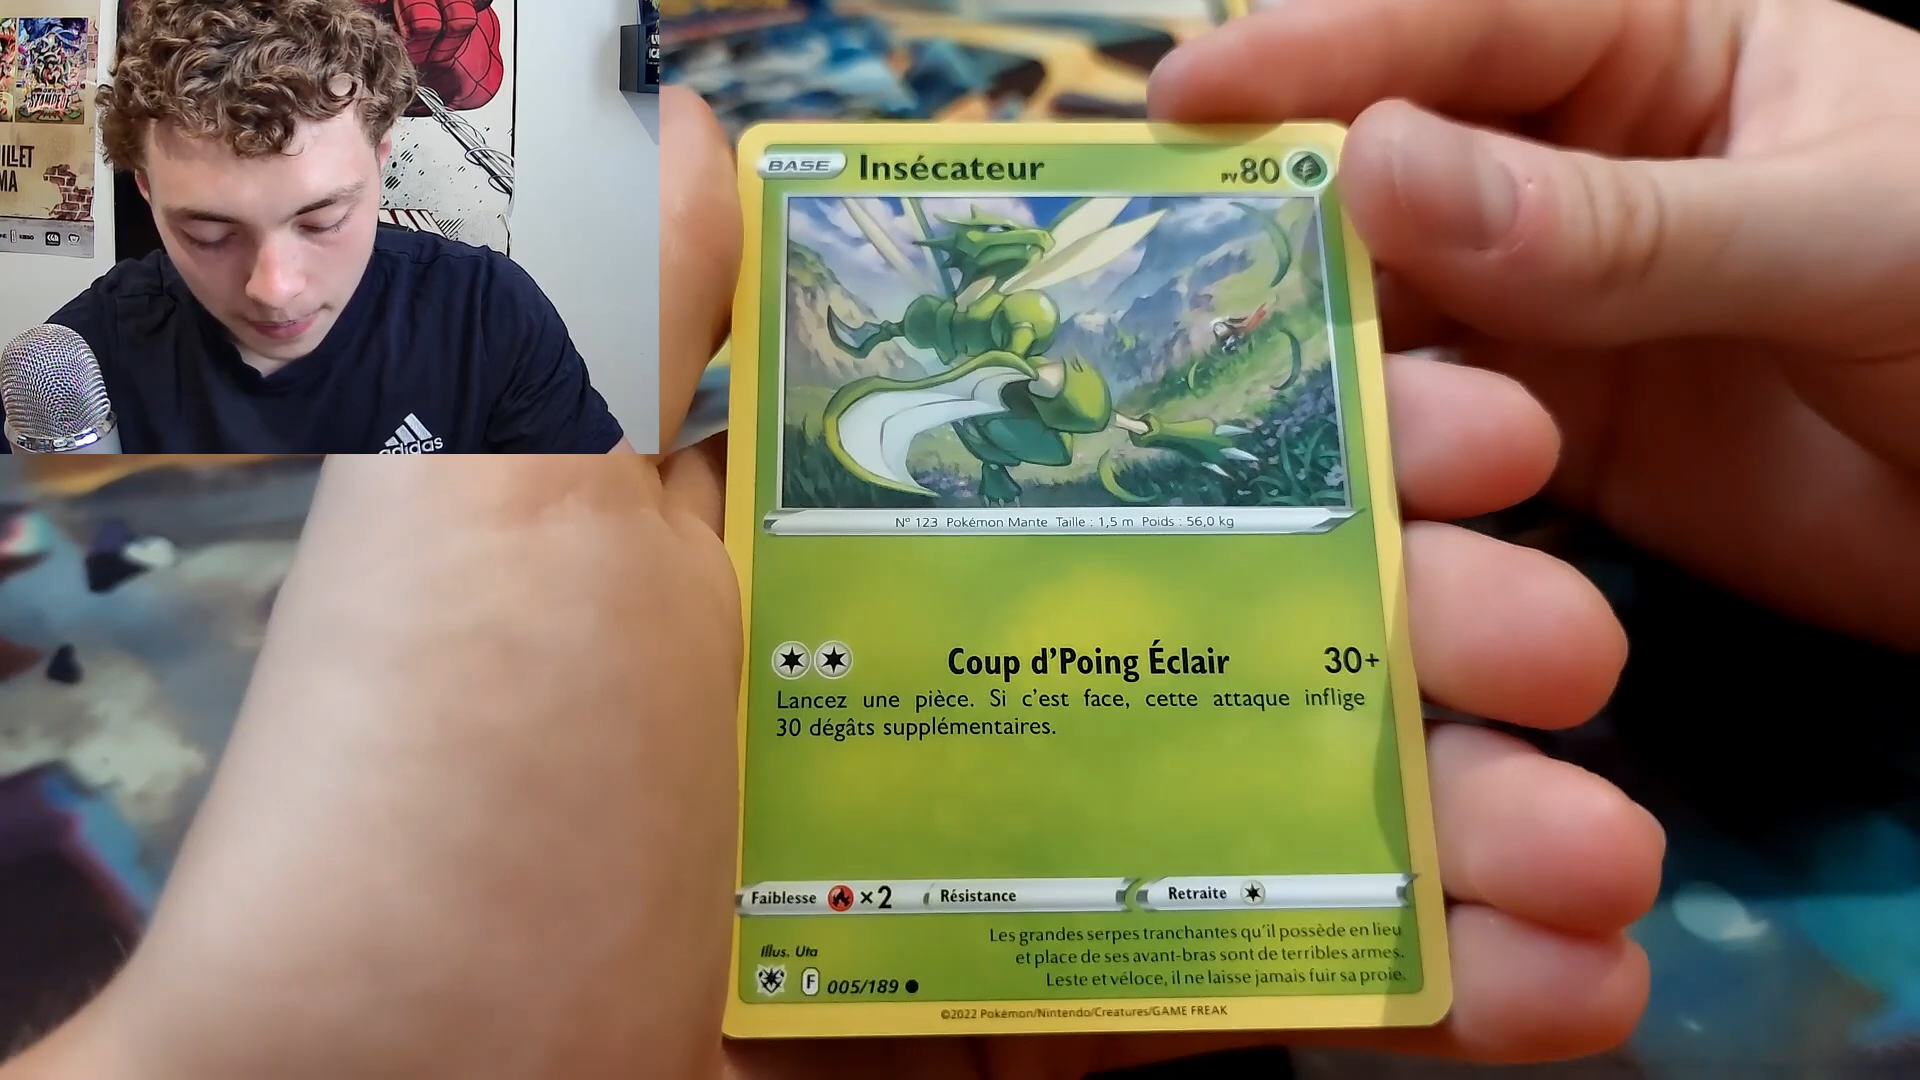 STAMPEDE
UILLET
MA
adidas
BASE Insécateur PV80
N° 123 Pokémon Mante Taille : 1,5 m Poids : 56,0 kg
Coup d'Poing Éclair 30+
Lancez une pièce. Si c'est face, cette attaque inflige
30 dégâts supplémentaires.
Faiblesse ×2 Résistance Retraite
Les grandes serpes tranchantes qu'il possède en lieu
et place de ses avant-bras sont de terribles armes.
Leste et véloce, il ne laisse jamais fuir sa proie.
Illus. Uta
F 005/189
©2022 Pokémon/Nintendo/Creatures/GAME FREAK